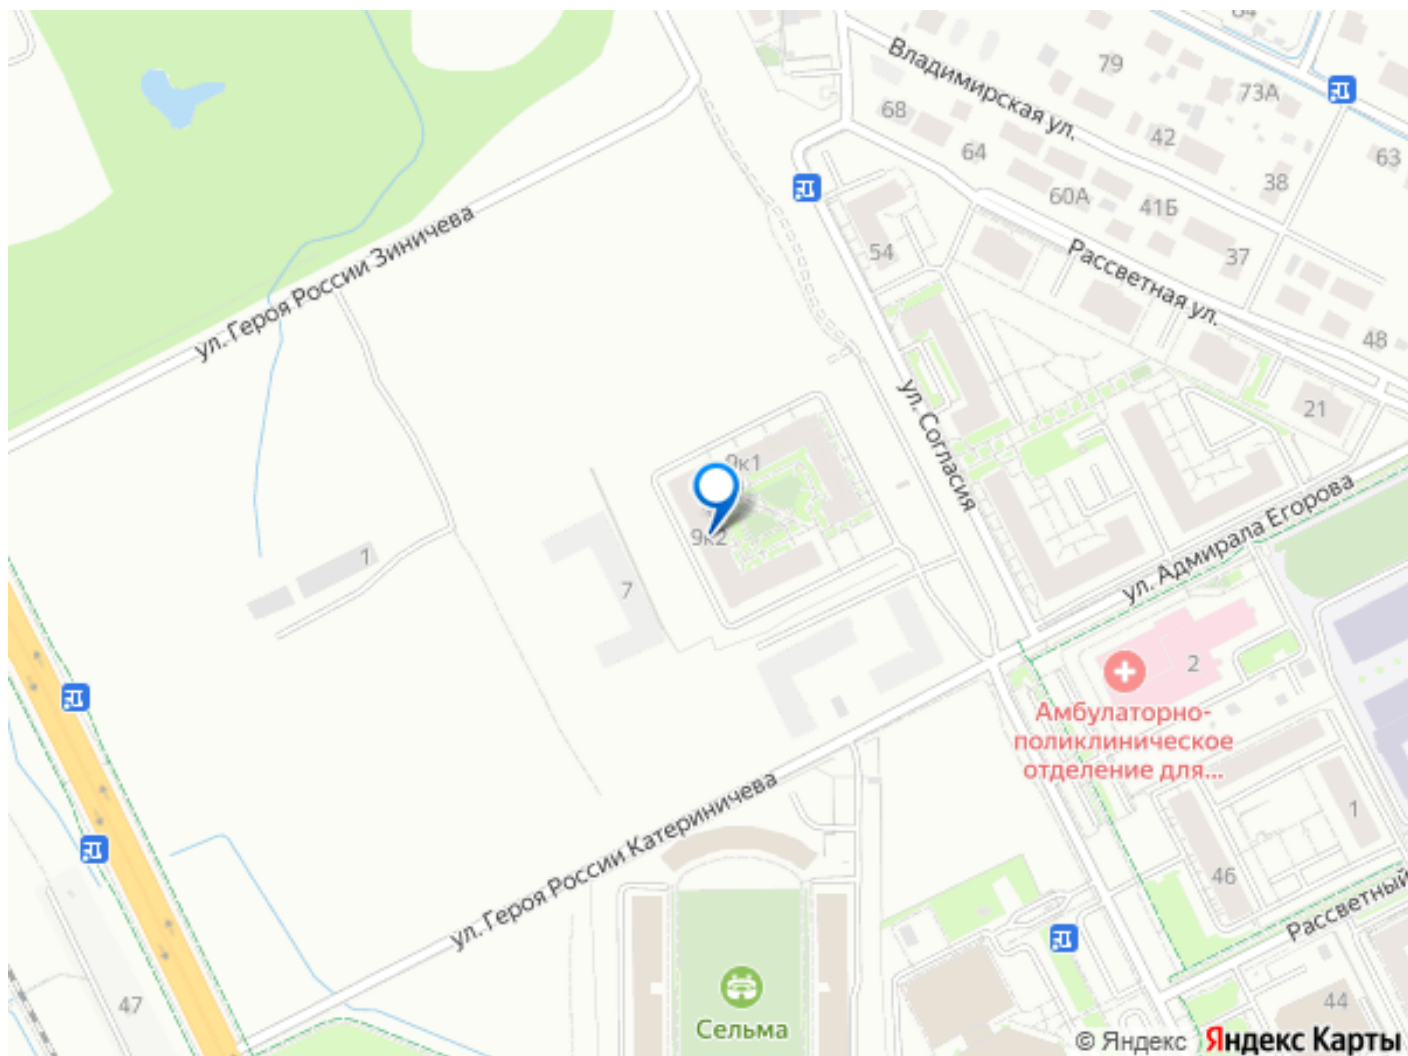 Владимирская ул.
79
73А
68
42
63
64
38
60А
41Б
ул. Героя России Зиничева
54
37
Рассветная ул.
48
ул. Согласия
21
9к1
ул. Адмирала Егорова
9к2
1
7
2
Амбулаторно-
поликлиническое
отделение для...
ул. Героя России Катериничева
1
46
Рассветный
47
Сельма
44
© Яндекс
Яндекс Карты